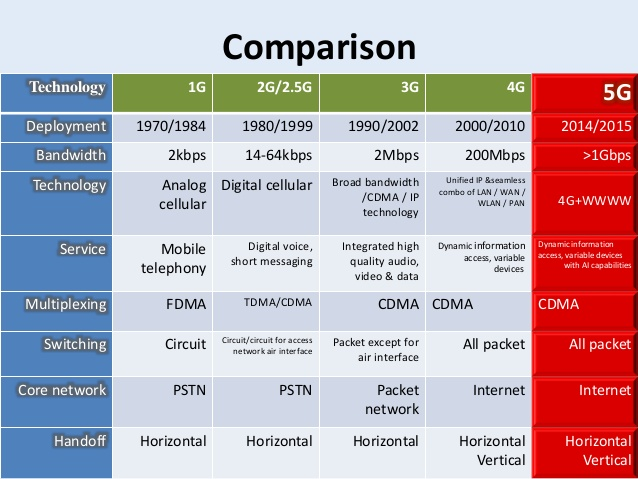 Comparison
Technology 1G 2G/2.5G 3G 4G 5G
Deployment 1970/1984 1980/1999 1990/2002 2000/2010 2014/2015
Bandwidth 2kbps 14-64kbps 2Mbps 200Mbps >1Gbps
Technology Analog cellular Digital cellular Broad bandwidth /CDMA / IP technology Unified IP &seamless combo of LAN / WAN / WLAN / PAN 4G+WWWW
Service Mobile telephony Digital voice, short messaging Integrated high quality audio, video & data Dynamic information access, variable devices Dynamic information access, variable devices with AI capabilities
Multiplexing FDMA TDMA/CDMA CDMA CDMA CDMA
Switching Circuit Circuit/circuit for access network air interface Packet except for air interface All packet All packet
Core network PSTN PSTN Packet network Internet Internet
Handoff Horizontal Horizontal Horizontal Horizontal Vertical Horizontal Vertical